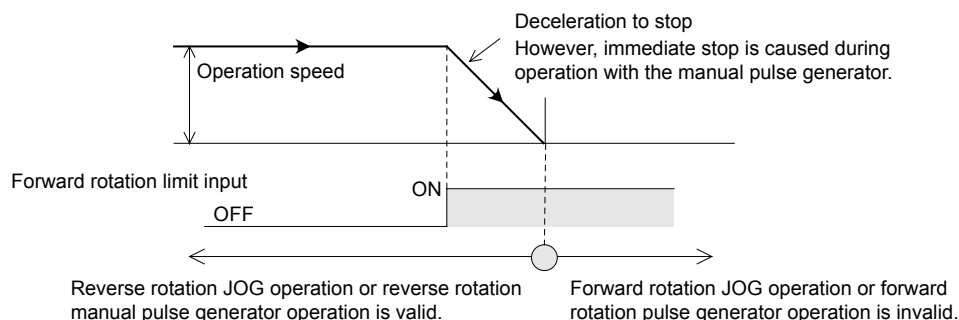 Deceleration to stop
However, immediate stop is caused during
operation with the manual pulse generator.
Operation speed
Forward rotation limit input
ON
OFF
Reverse rotation JOG operation or reverse rotation
manual pulse generator operation is valid.
Forward rotation JOG operation or forward
rotation pulse generator operation is invalid.